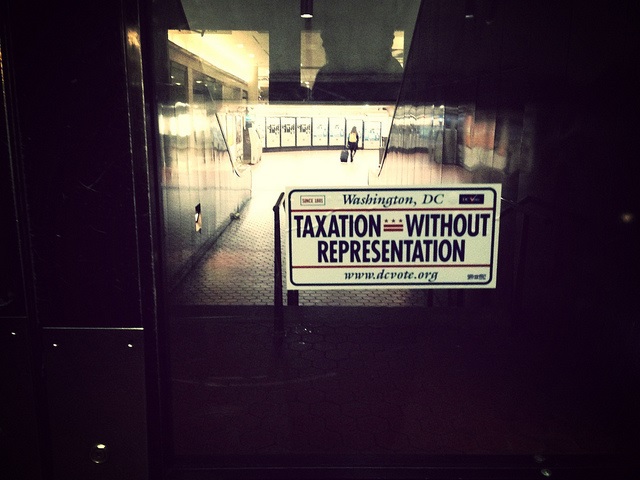 SINCE 1801
Washington, DC
TAXATION WITHOUT
REPRESENTATION
www.dcvote.org